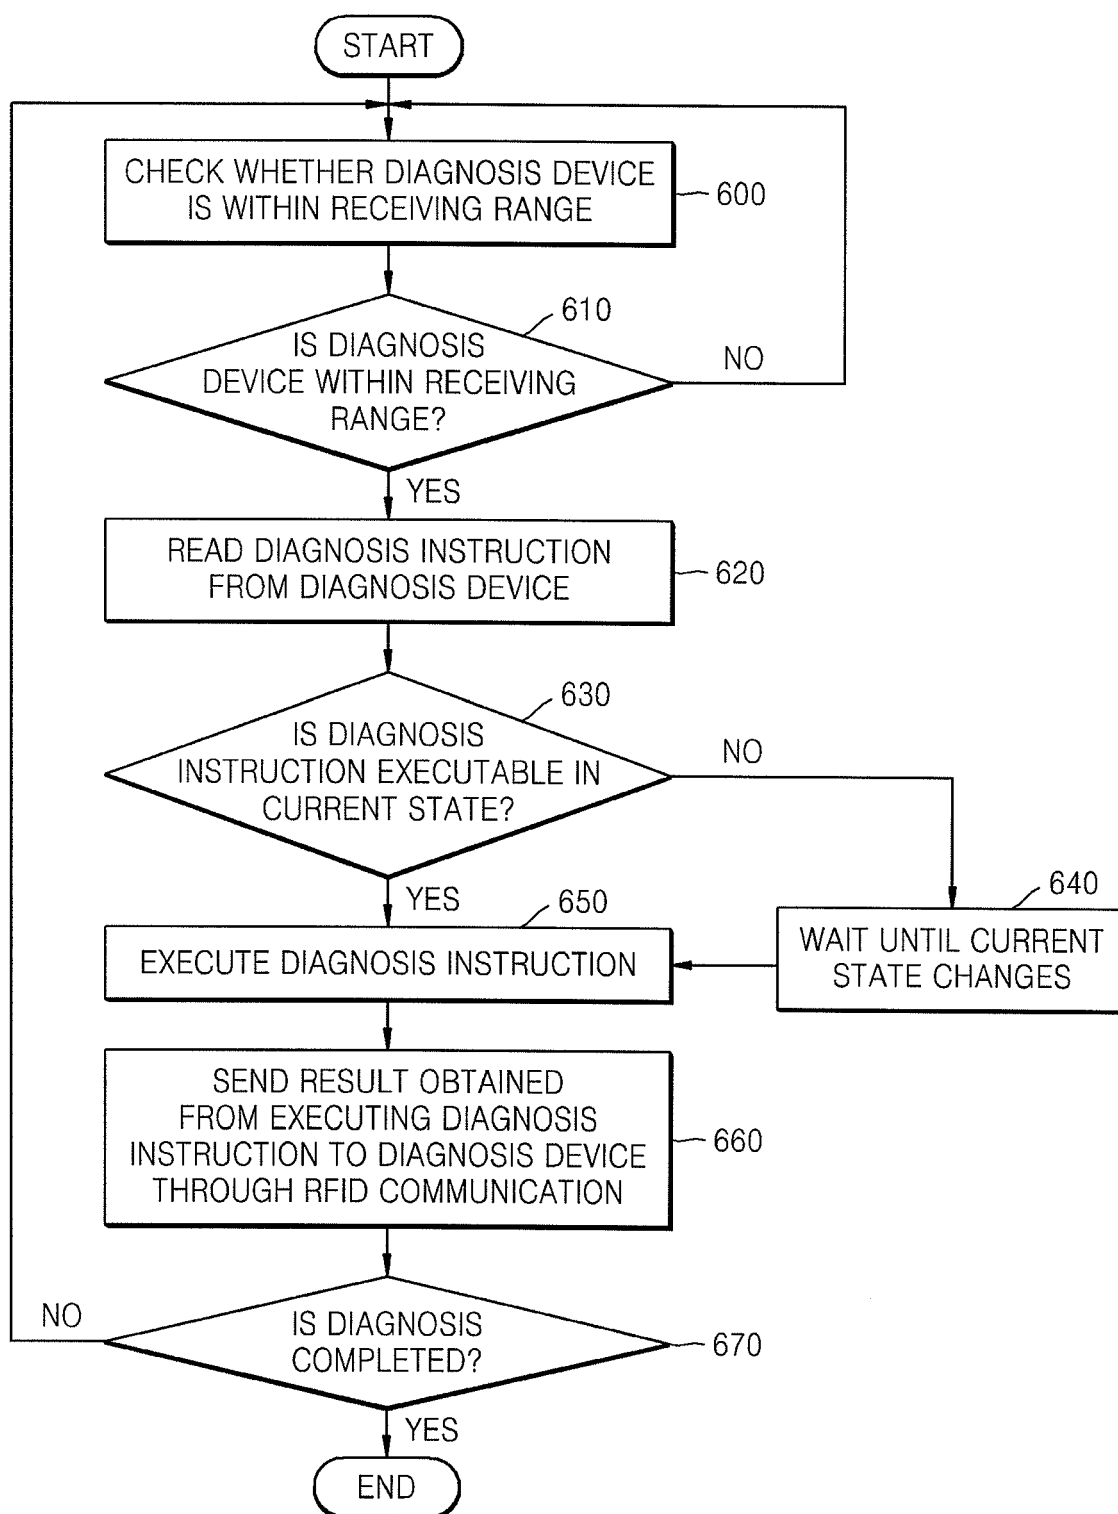 START
CHECK WHETHER DIAGNOSIS DEVICE
IS WITHIN RECEIVING RANGE
600
610
IS DIAGNOSIS
DEVICE WITHIN RECEIVING
RANGE?
NO
YES
READ DIAGNOSIS INSTRUCTION
FROM DIAGNOSIS DEVICE
620
630
IS DIAGNOSIS
INSTRUCTION EXECUTABLE IN
CURRENT STATE?
NO
YES
640
WAIT UNTIL CURRENT
STATE CHANGES
650
EXECUTE DIAGNOSIS INSTRUCTION
SEND RESULT OBTAINED
FROM EXECUTING DIAGNOSIS
INSTRUCTION TO DIAGNOSIS DEVICE
THROUGH RFID COMMUNICATION
660
NO
IS DIAGNOSIS
COMPLETED?
670
YES
END